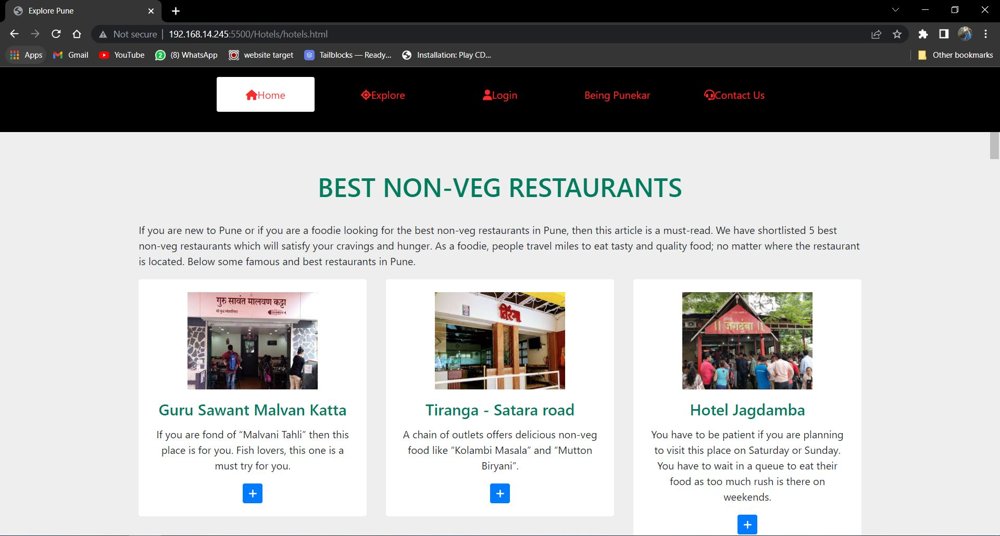 Explore Pune
Not secure 192.168.14.245:5500/Hotels/hotels.html
Apps Gmail YouTube (8) WhatsApp website target Tailblocks — Ready... Installation: Play CD... Other bookmarks
Home Explore Login Being Punekar Contact Us
BEST NON-VEG RESTAURANTS
If you are new to Pune or if you are a foodie looking for the best non-veg restaurants in Pune, then this article is a must-read. We have shortlisted 5 best
non-veg restaurants which will satisfy your cravings and hunger. As a foodie, people travel miles to eat tasty and quality food; no matter where the restaurant
is located. Below some famous and best restaurants in Pune.
गुरु सावंत मालवण कट्टा
Guru Sawant Malvan Katta
If you are fond of “Malvani Tahli” then this
place is for you. Fish lovers, this one is a
must try for you.
तिरंगा
Tiranga - Satara road
A chain of outlets offers delicious non-veg
food like “Kolambi Masala” and “Mutton
Biryani”.
॥ जगदंबा ॥
Hotel Jagdamba
You have to be patient if you are planning
to visit this place on Saturday or Sunday.
You have to wait in a queue to eat their
food as too much rush is there on
weekends.